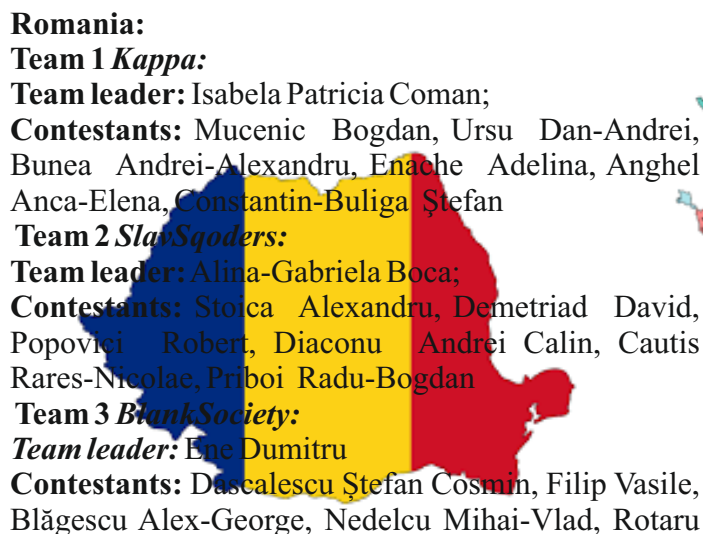 Romania:
Team 1 Kappa:
Team leader: Isabela Patricia Coman;
Contestants: Mucenic Bogdan, Ursu Dan-Andrei,
Bunea Andrei-Alexandru, Enache Adelina, Anghel
Anca-Elena, Constantin-Buliga Ştefan
Team 2 SlavSqoders:
Team leader: Alina-Gabriela Boca;
Contestants: Stoica Alexandru, Demetriad David,
Popovici Robert, Diaconu Andrei Calin, Cautis
Rares-Nicolae, Priboi Radu-Bogdan
Team 3 BlankSociety:
Team leader: Ene Dumitru
Contestants: Dascalescu Ștefan Cosmin, Filip Vasile,
Blăgescu Alex-George, Nedelcu Mihai-Vlad, Rotaru